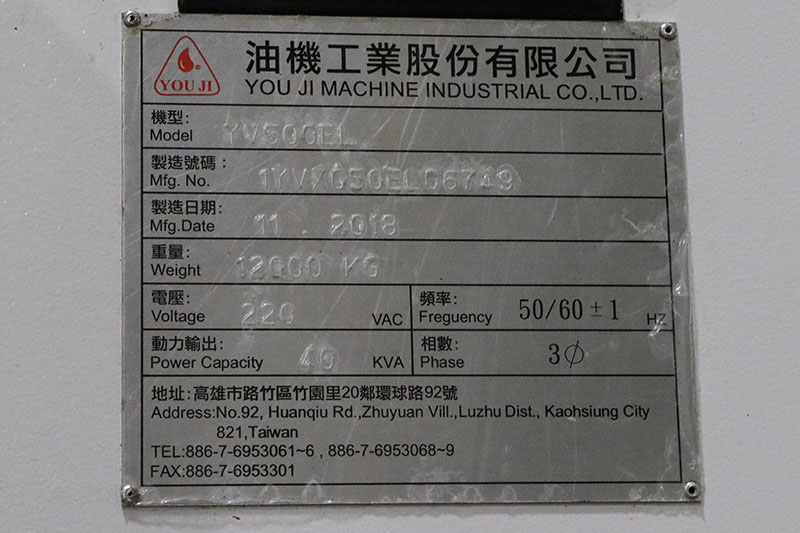 YOU JI
油機工業股份有限公司
YOU JI MACHINE INDUSTRIAL CO.,LTD.
機型:
Model YV500EL
製造號碼:
Mfg. No.
製造日期:
Mfg.Date 11 . 2018
重量:
Weight 12000 KG
電壓: 頻率:
Voltage 220 VAC Freguency 50/60±1 HZ
動力輸出: 相數:
Power Capacity 40 KVA Phase 3∅
地址:高雄市路竹區竹園里20鄰環球路92號
Address:No.92, Huanqiu Rd.,Zhuyuan Vill.,Luzhu Dist., Kaohsiung City
821,Taiwan
TEL:886-7-6953061~6 , 886-7-6953068~9
FAX:886-7-6953301